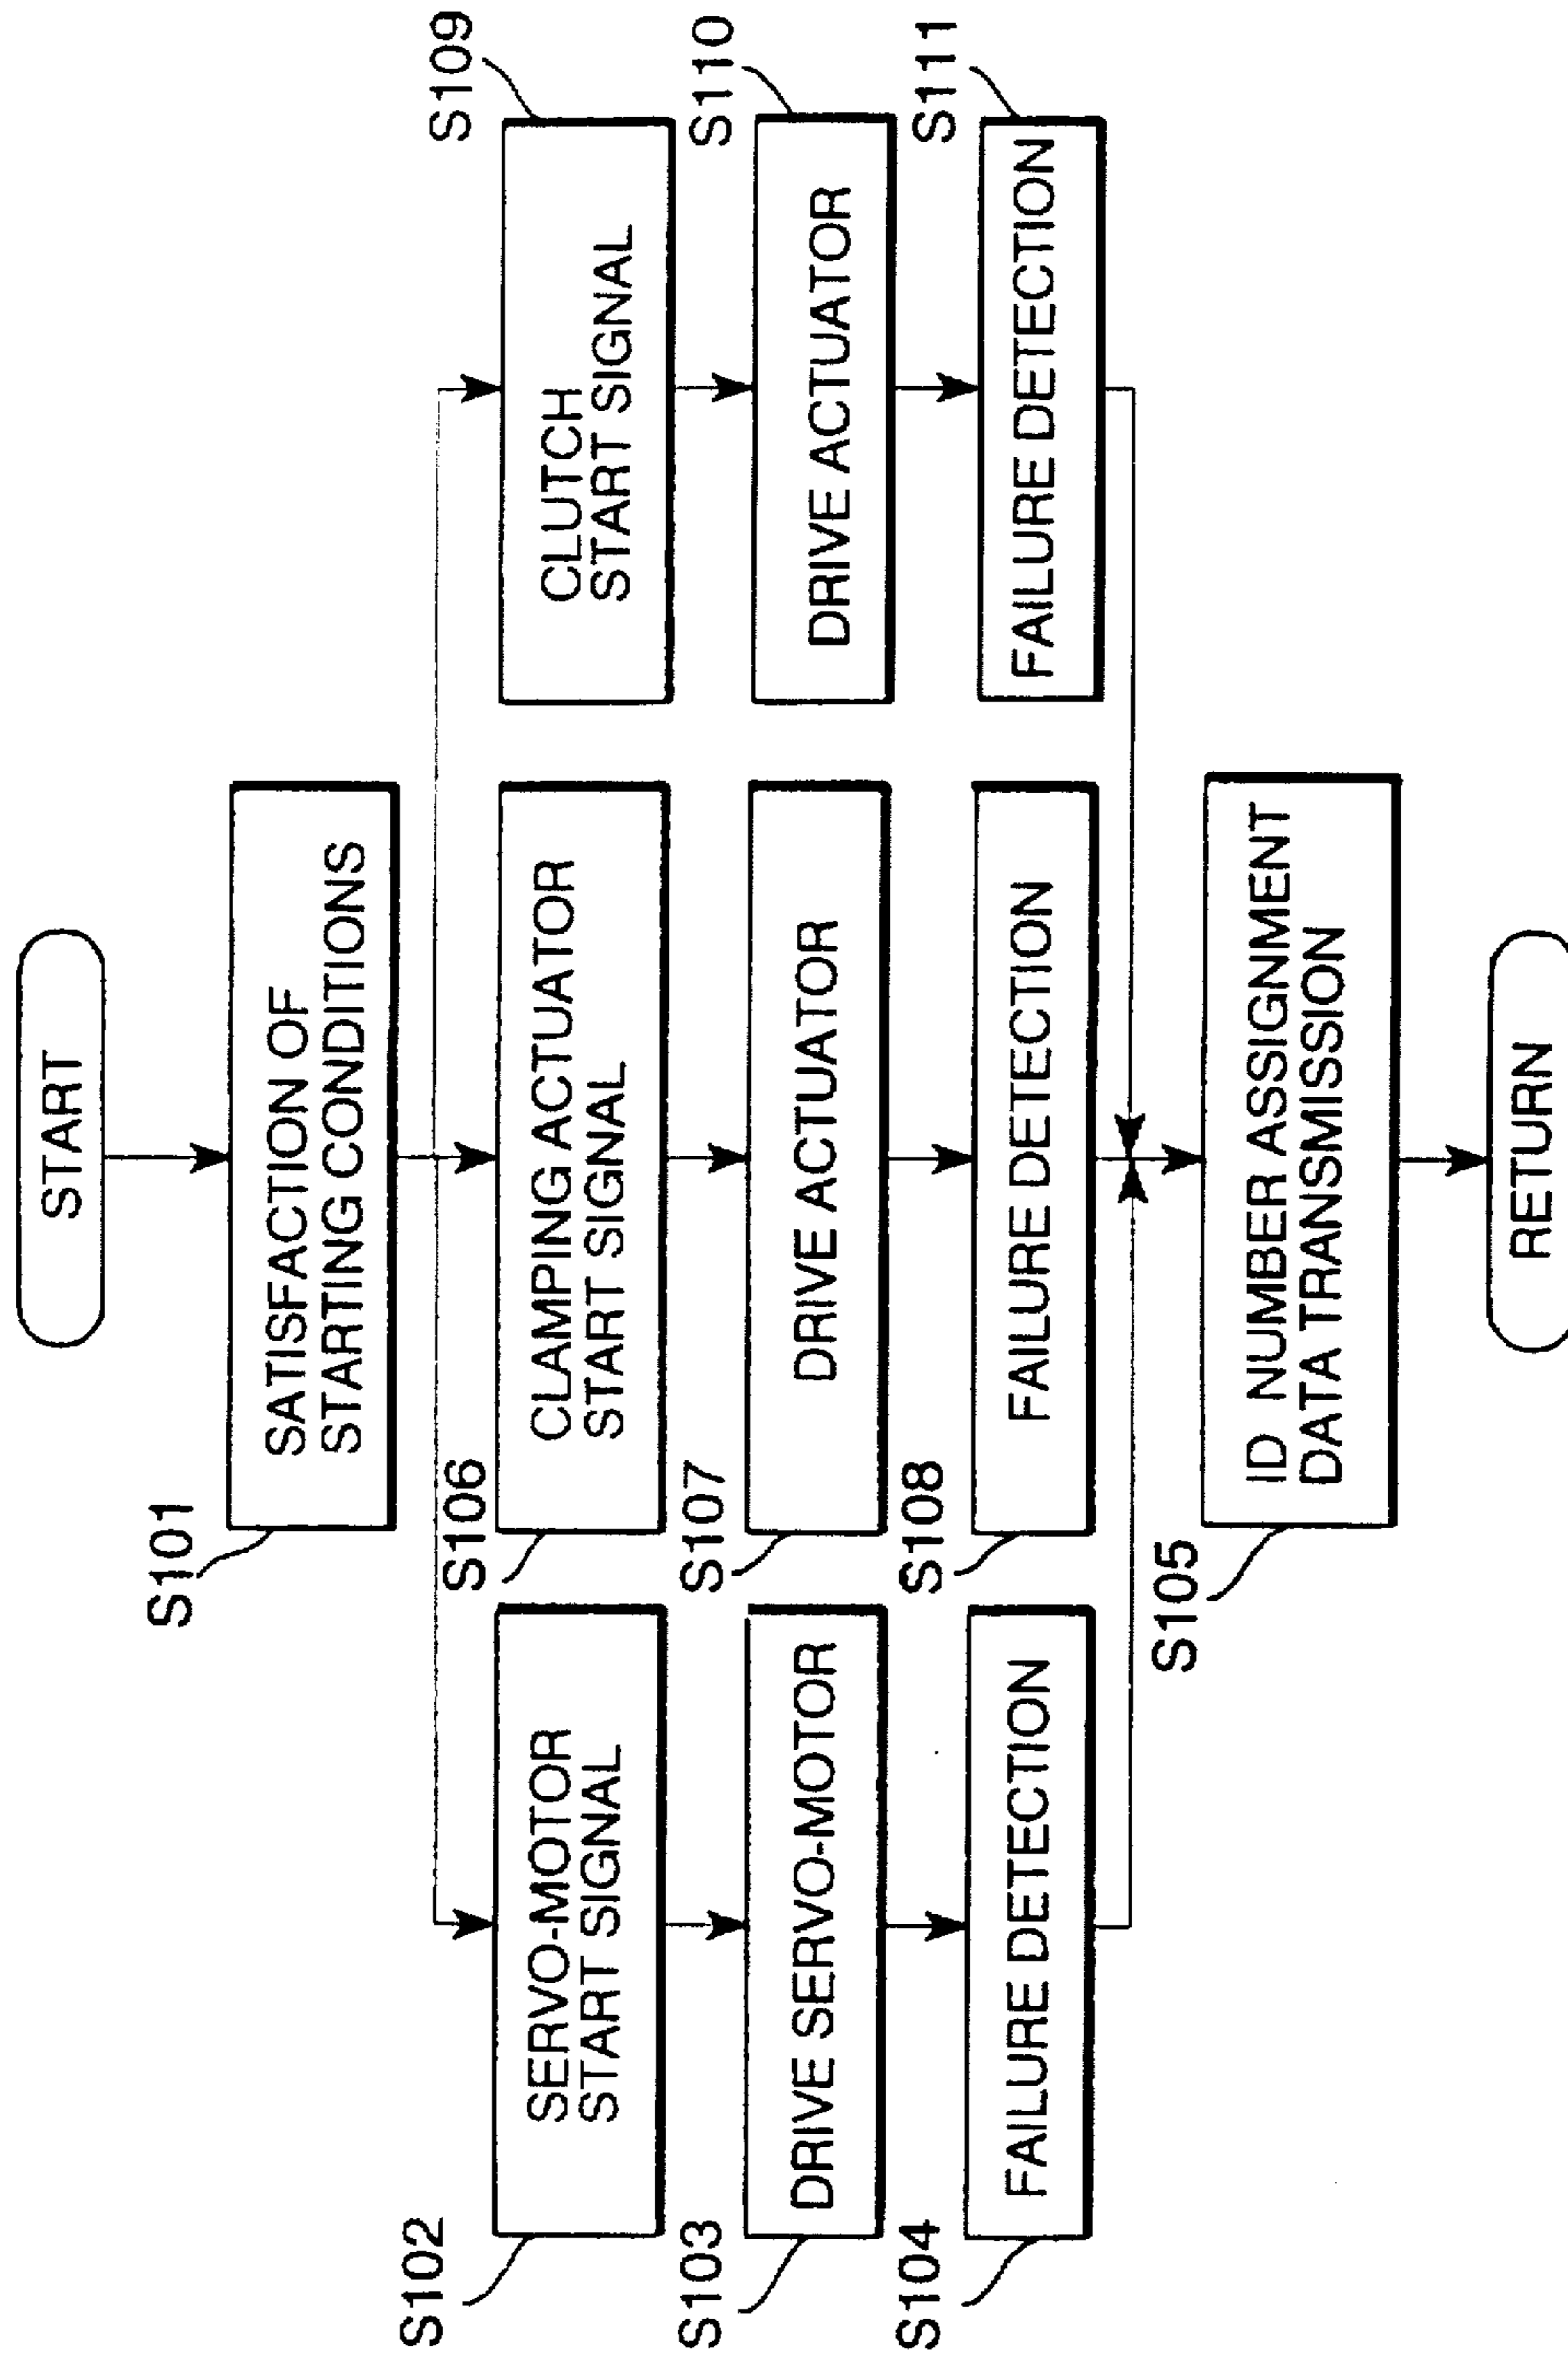 START
S101
SATISFACTION OF
STARTING CONDITIONS
S102
SERVO-MOTOR
START SIGNAL
S106
CLAMPING ACTUATOR
START SIGNAL
S109
CLUTCH
START SIGNAL
S103
DRIVE SERVO-MOTOR
S107
DRIVE ACTUATOR
S110
DRIVE ACTUATOR
S104
FAILURE DETECTION
S108
FAILURE DETECTION
S111
FAILURE DETECTION
S105
ID NUMBER ASSIGNMENT
DATA TRANSMISSION
RETURN